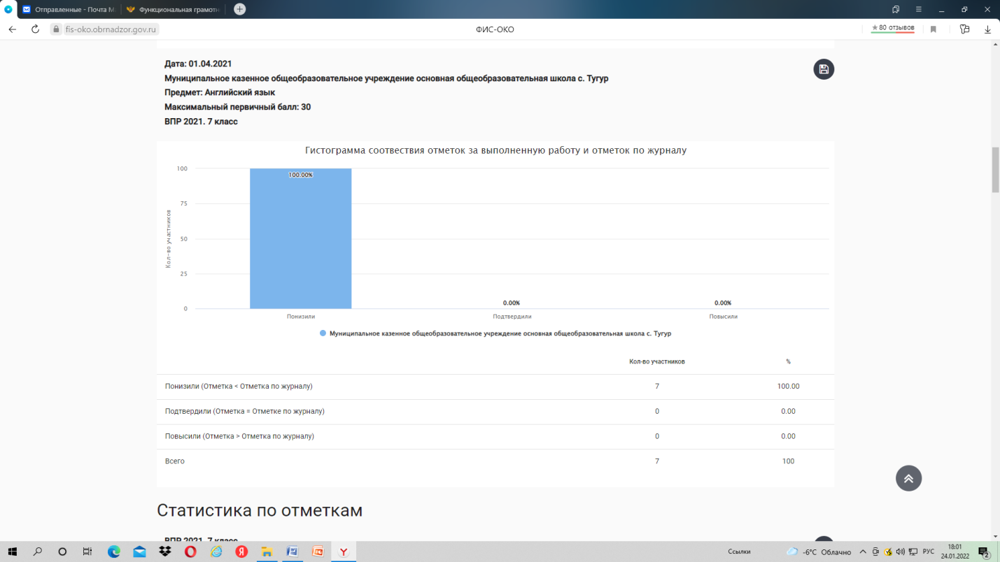 Отправленные - Почта M
Функциональная грамотн
fis-oko.obrnadzor.gov.ru
ФИС-ОКО
★ 80 отзывов
Дата: 01.04.2021
Муниципальное казенное общеобразовательное учреждение основная общеобразовательная школа с. Тугур
Предмет: Английский язык
Максимальный первичный балл: 30
ВПР 2021. 7 класс
Гистограмма соотвествия отметок за выполненную работу и отметок по журналу
Кол-во участников
100
75
50
25
0
100.00%
0.00%
0.00%
Понизили
Подтвердили
Повысили
Муниципальное казенное общеобразовательное учреждение основная общеобразовательная школа с. Тугур
Кол-во участников %
Понизили (Отметка < Отметка по журналу) 7 100.00
Подтвердили (Отметка = Отметке по журналу) 0 0.00
Повысили (Отметка > Отметка по журналу) 0 0.00
Всего 7 100
Статистика по отметкам
ВПР 2021. 7 класс
Ссылки
-6°C Облачно
РУС
18:01
24.01.2022
2